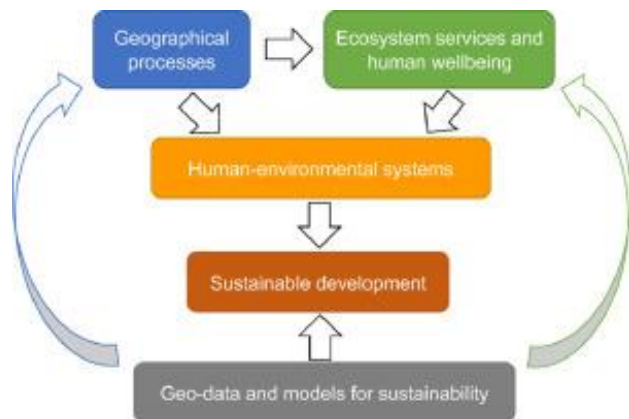 Geographical
processes
Ecosystem services and
human wellbeing
Human-environmental systems
Sustainable development
Geo-data and models for sustainability